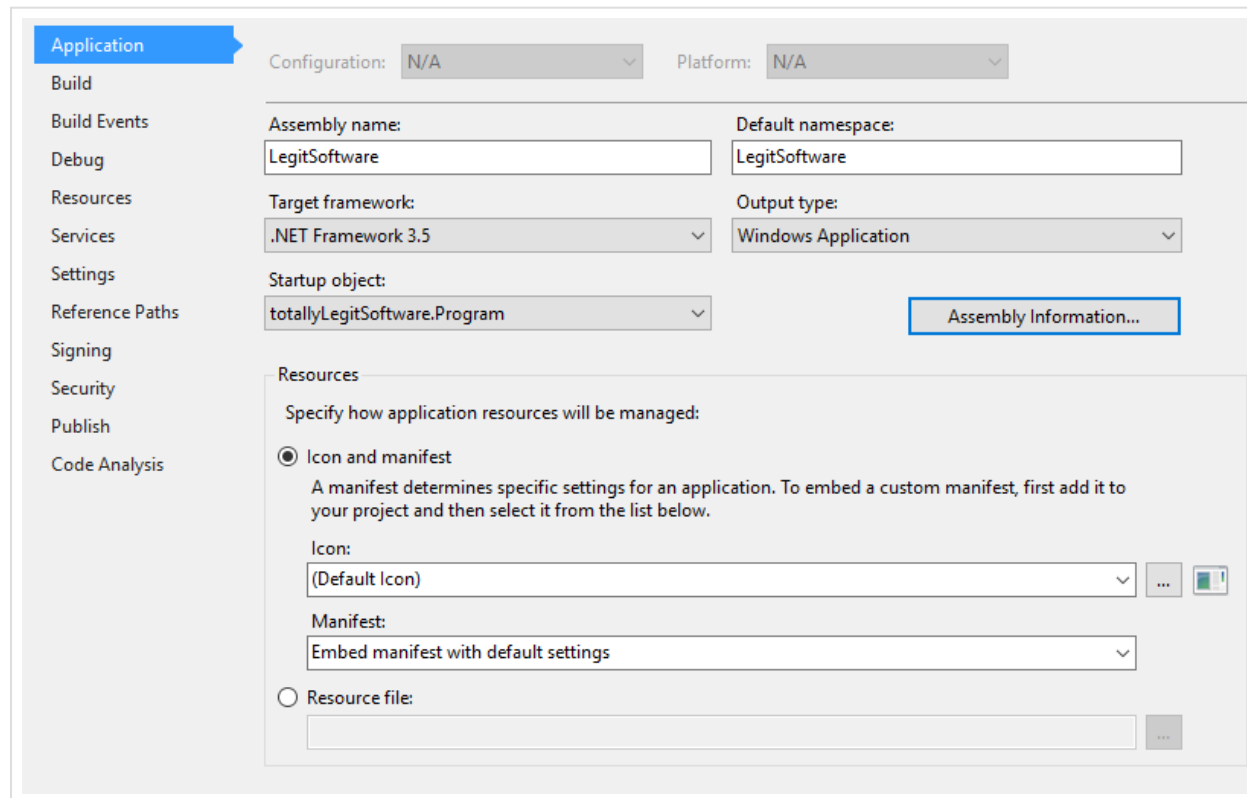 Application
Build
Build Events
Debug
Resources
Services
Settings
Reference Paths
Signing
Security
Publish
Code Analysis
Configuration: N/A Platform: N/A
Assembly name: Default namespace:
LegitSoftware LegitSoftware
Target framework: Output type:
.NET Framework 3.5 Windows Application
Startup object:
totallyLegitSoftware.Program Assembly Information...
Resources
Specify how application resources will be managed:
Icon and manifest
A manifest determines specific settings for an application. To embed a custom manifest, first add it to
your project and then select it from the list below.
Icon:
(Default Icon) ...
Manifest:
Embed manifest with default settings
Resource file:
...